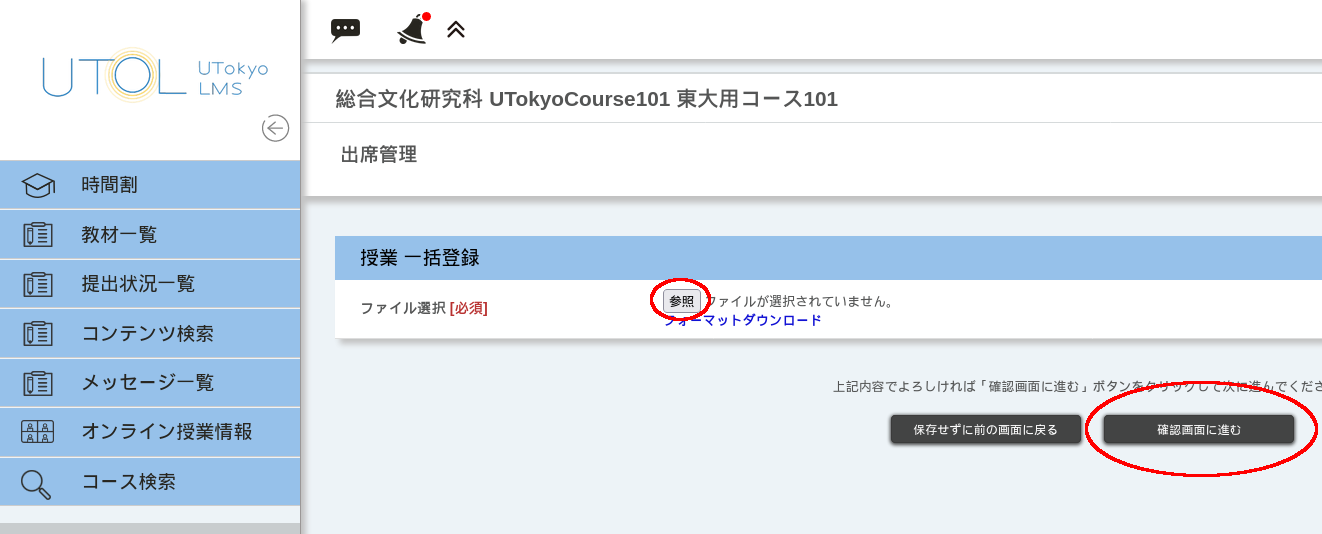 UTOL UTokyo LMS
時間割
教材一覧
提出状況一覧
コンテンツ検索
メッセージ一覧
オンライン授業情報
コース検索
総合文化研究科 UTokyoCourse101 東大用コース101
出席管理
授業 一括登録
ファイル選択 [必須]
参照 ファイルが選択されていません。
フォーマットダウンロード
上記内容でよろしければ「確認画面に進む」ボタンをクリックして次に進んでくださ
保存せずに前の画面に戻る
確認画面に進む